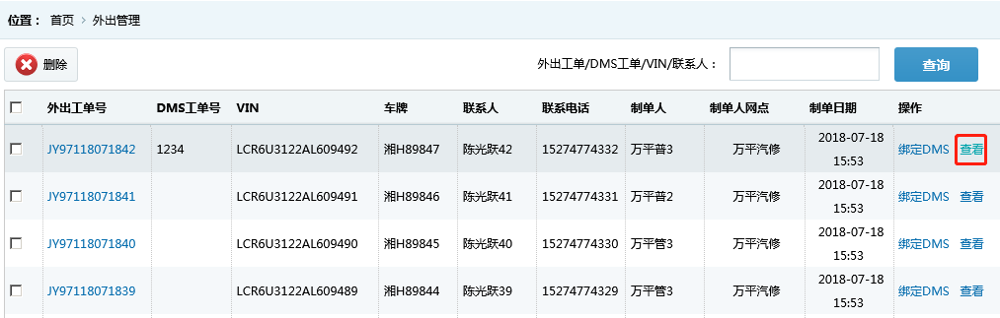 位置： 首页 › 外出管理
删除 外出工单/DMS工单/VIN/联系人： 查询
外出工单号 DMS工单号 VIN 车牌 联系人 联系电话 制单人 制单人网点 制单日期 操作
JY97118071842 1234 LCR6U3122AL609492 湘H89847 陈光跃42 15274774332 万平普3 万平汽修 2018-07-18 15:53 绑定DMS 查看
JY97118071841 LCR6U3122AL609491 湘H89846 陈光跃41 15274774331 万平普2 万平汽修 2018-07-18 15:53 绑定DMS 查看
JY97118071840 LCR6U3122AL609490 湘H89845 陈光跃40 15274774330 万平管3 万平汽修 2018-07-18 15:53 绑定DMS 查看
JY97118071839 LCR6U3122AL609489 湘H89844 陈光跃39 15274774329 万平管3 万平汽修 2018-07-18 15:53 绑定DMS 查看